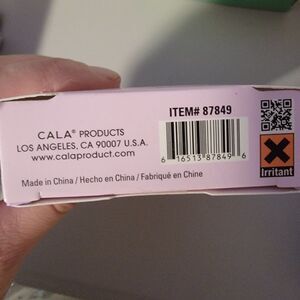 ITEM# 87849
CALA® PRODUCTS
LOS ANGELES, CA 90007 U.S.A.
www.calaproduct.com
6 16513 87849 6
Irritant
Made in China / Hecho en China / Fabriqué en Chine